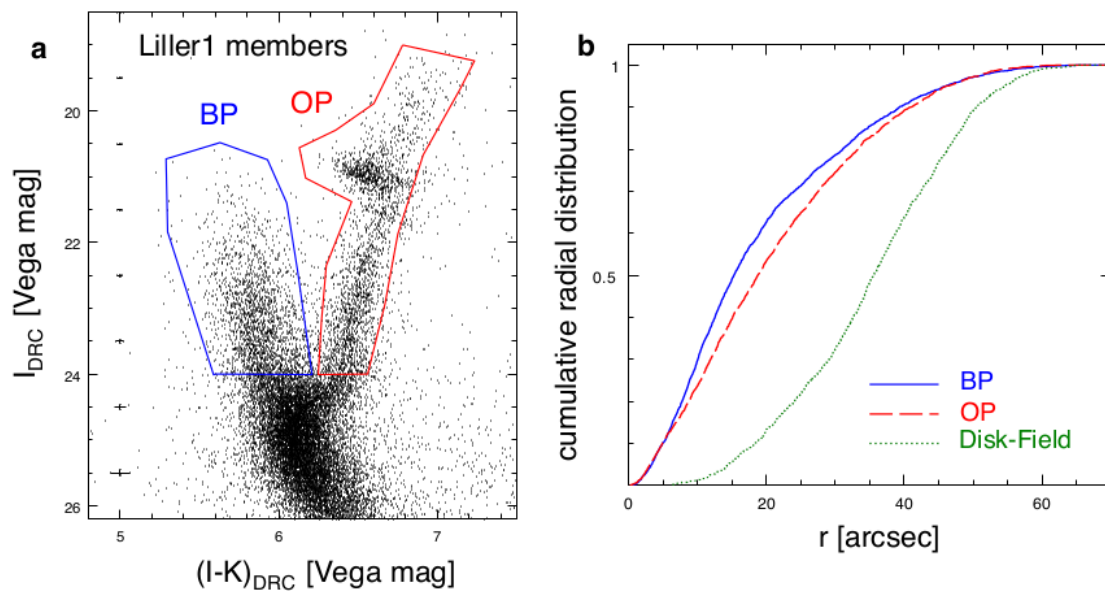 a
Liller1 members
BP
OP
20
22
24
26
I_DRC [Vega mag]
5
6
7
(I-K)_DRC [Vega mag]
b
1
0.5
cumulative radial distribution
BP
OP
Disk-Field
0
20
40
60
r [arcsec]